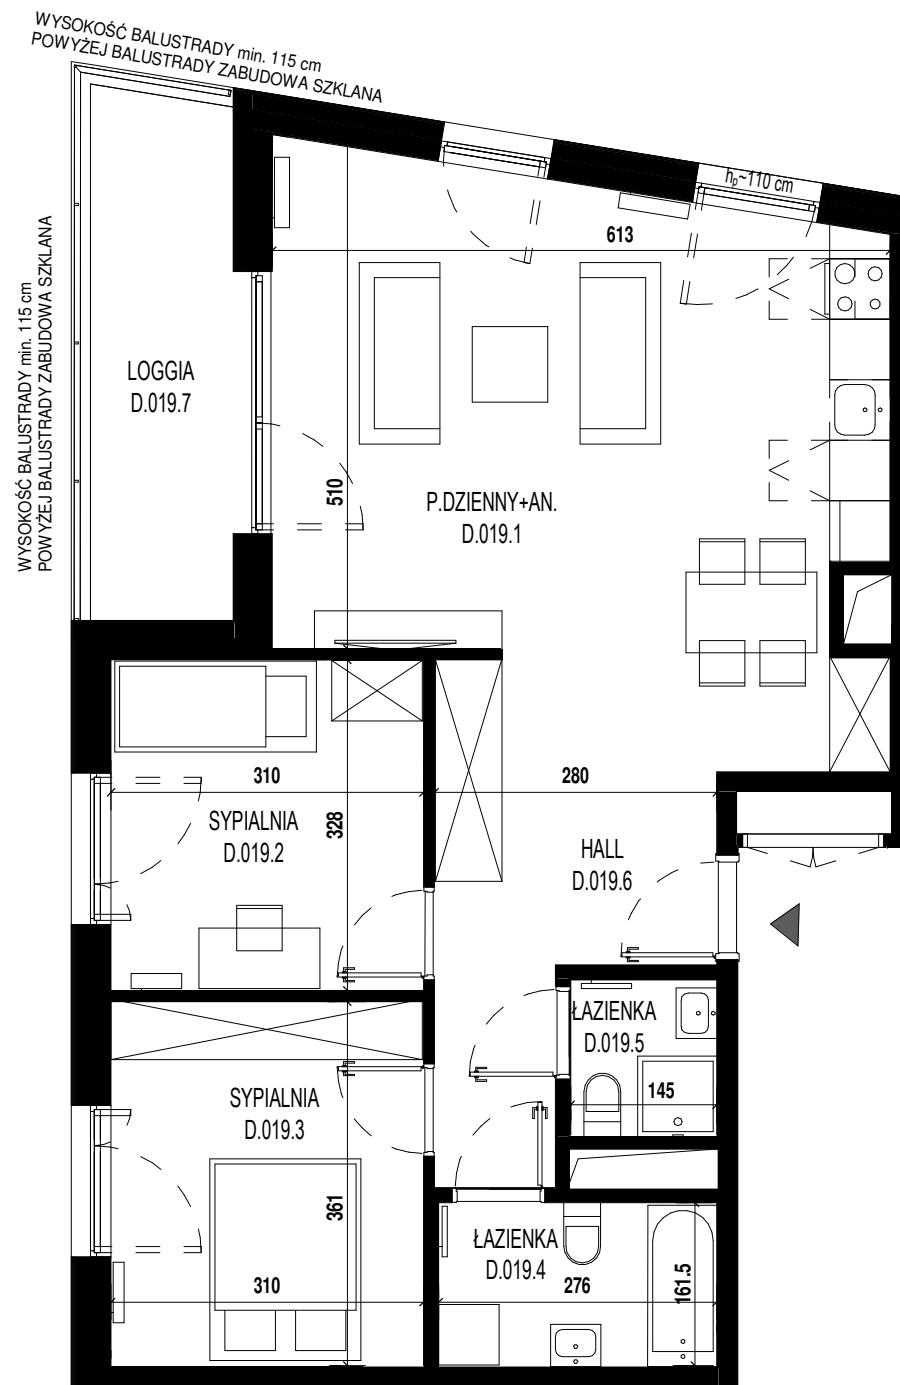 WYSOKOŚĆ BALUSTRADY min. 115 cm
POWYŻEJ BALUSTRADY ZABUDOWA SZKLANA
hp~110 cm
613
WYSOKOŚĆ BALUSTRADY min. 115 cm
POWYŻEJ BALUSTRADY ZABUDOWA SZKLANA
LOGGIA
D.019.7
510
P.DZIENNY+AN.
D.019.1
310
280
SYPIALNIA
D.019.2
328
HALL
D.019.6
ŁAZIENKA
D.019.5
145
SYPIALNIA
D.019.3
361
310
ŁAZIENKA
D.019.4
276
161.5